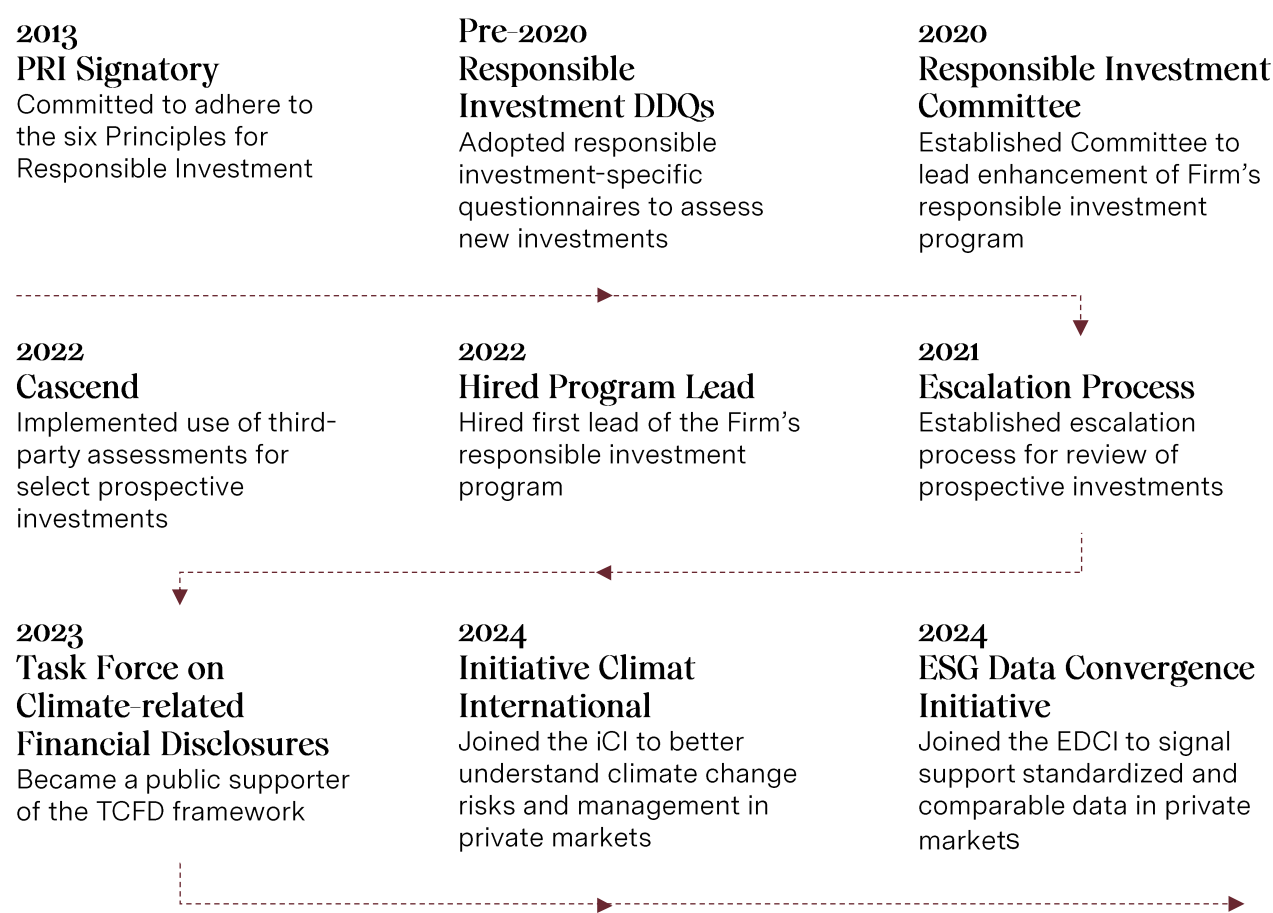 2013
PRI Signatory
Committed to adhere to
the six Principles for
Responsible Investment
Pre-2020
Responsible
Investment DDQs
Adopted responsible
investment-specific
questionnaires to assess
new investments
2020
Responsible Investment
Committee
Established Committee to
lead enhancement of Firm’s
responsible investment
program
2021
Escalation Process
Established escalation
process for review of
prospective investments
2022
Hired Program Lead
Hired first lead of the Firm’s
responsible investment
program
2022
Cascend
Implemented use of third-
party assessments for
select prospective
investments
2023
Task Force on
Climate-related
Financial Disclosures
Became a public supporter
of the TCFD framework
2024
Initiative Climat
International
Joined the iCI to better
understand climate change
risks and management in
private markets
2024
ESG Data Convergence
Initiative
Joined the EDCI to signal
support standardized and
comparable data in private
markets